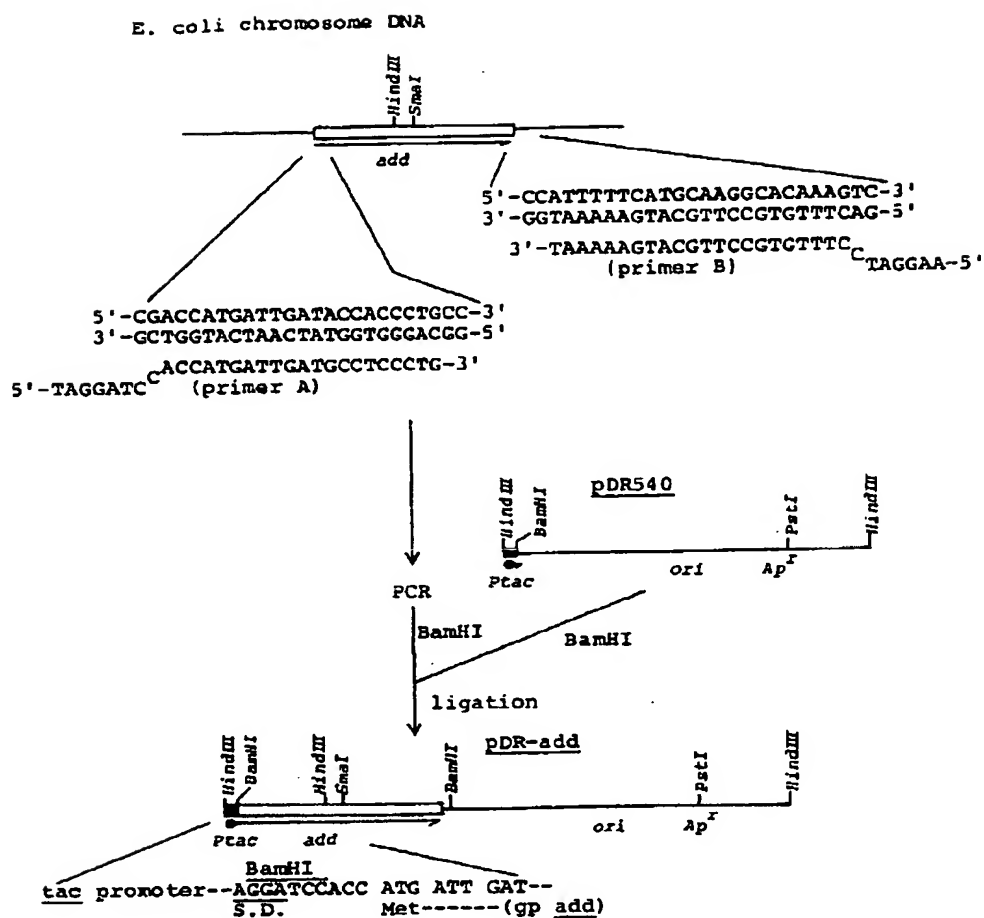 E. coli chromosome DNA
HindIII
SmaI
add
5'-CCATTTTTCATGCAAGGCACAAAGTC-3'
3'-GGTAAAAAGTACGTTCCGTGTTTCAG-5'
3'-TAAAAAGTACGTTCCGTGTTTCCTAGGAA-5'
(primer B)
5'-CGACCATGATTGATACCACCCTGCC-3'
3'-GCTGGTACTAACTATGGTGGGACGG-5'
5'-TAGGATCCACCATGATTGATGCCTCCCTG-3'
(primer A)
pDR540
HindIII
BamHI
PstI
HindIII
Ptac
ori
Apr
PCR
BamHI
BamHI
ligation
pDR-add
HindIII
BamHI
HindIII
SmaI
BamHI
PstI
HindIII
Ptac
add
ori
Apr
BamHI
tac promoter--AGGATCCACC ATG ATT GAT--
S.D. Met------(gp add)